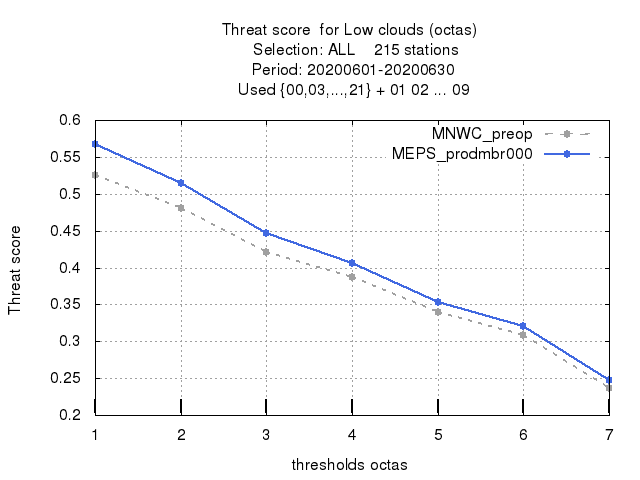 Threat score  for Low clouds (octas)
Selection: ALL    215 stations
Period: 20200601-20200630
Used {00,03,...,21} + 01 02 ... 09
MNWC_preop
MEPS_prodmbr000
Threat score
0.6
0.55
0.5
0.45
0.4
0.35
0.3
0.25
0.2
1 2 3 4 5 6 7
thresholds octas